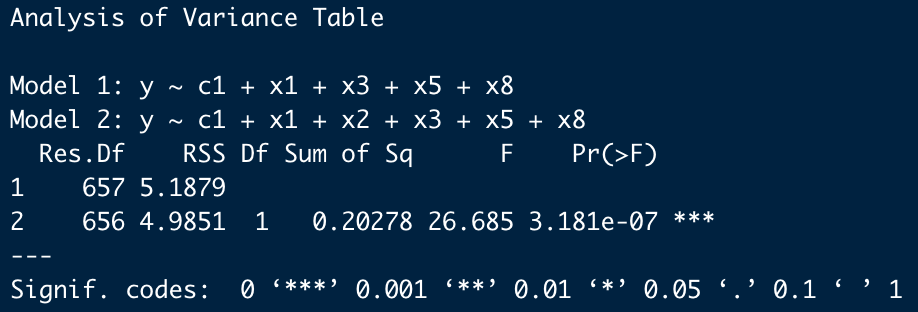 Analysis of Variance Table

Model 1: y ~ c1 + x1 + x3 + x5 + x8
Model 2: y ~ c1 + x1 + x2 + x3 + x5 + x8
  Res.Df    RSS Df Sum of Sq      F    Pr(>F)
1    657 5.1879
2    656 4.9851  1   0.20278 26.685 3.181e-07 ***
---
Signif. codes:  0 ‘***’ 0.001 ‘**’ 0.01 ‘*’ 0.05 ‘.’ 0.1 ‘ ’ 1